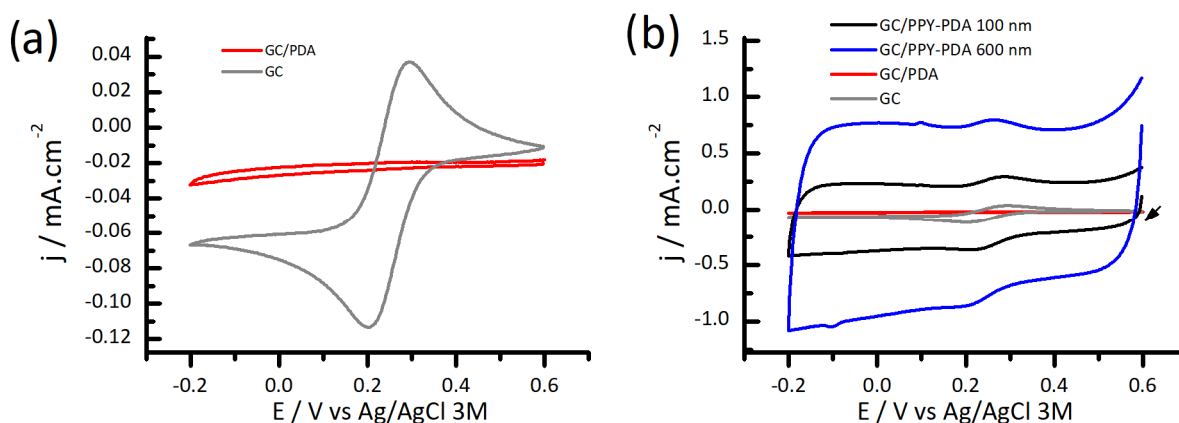 (a)
GC/PDA
GC
0.04
0.02
0.00
-0.02
-0.04
-0.06
-0.08
-0.10
-0.12
j / mA.cm-2
-0.2
0.0
0.2
0.4
0.6
E / V vs Ag/AgCl 3M
(b)
GC/PPY-PDA 100 nm
GC/PPY-PDA 600 nm
GC/PDA
GC
1.5
1.0
0.5
0.0
-0.5
-1.0
j / mA.cm-2
-0.2
0.0
0.2
0.4
0.6
E / V vs Ag/AgCl 3M